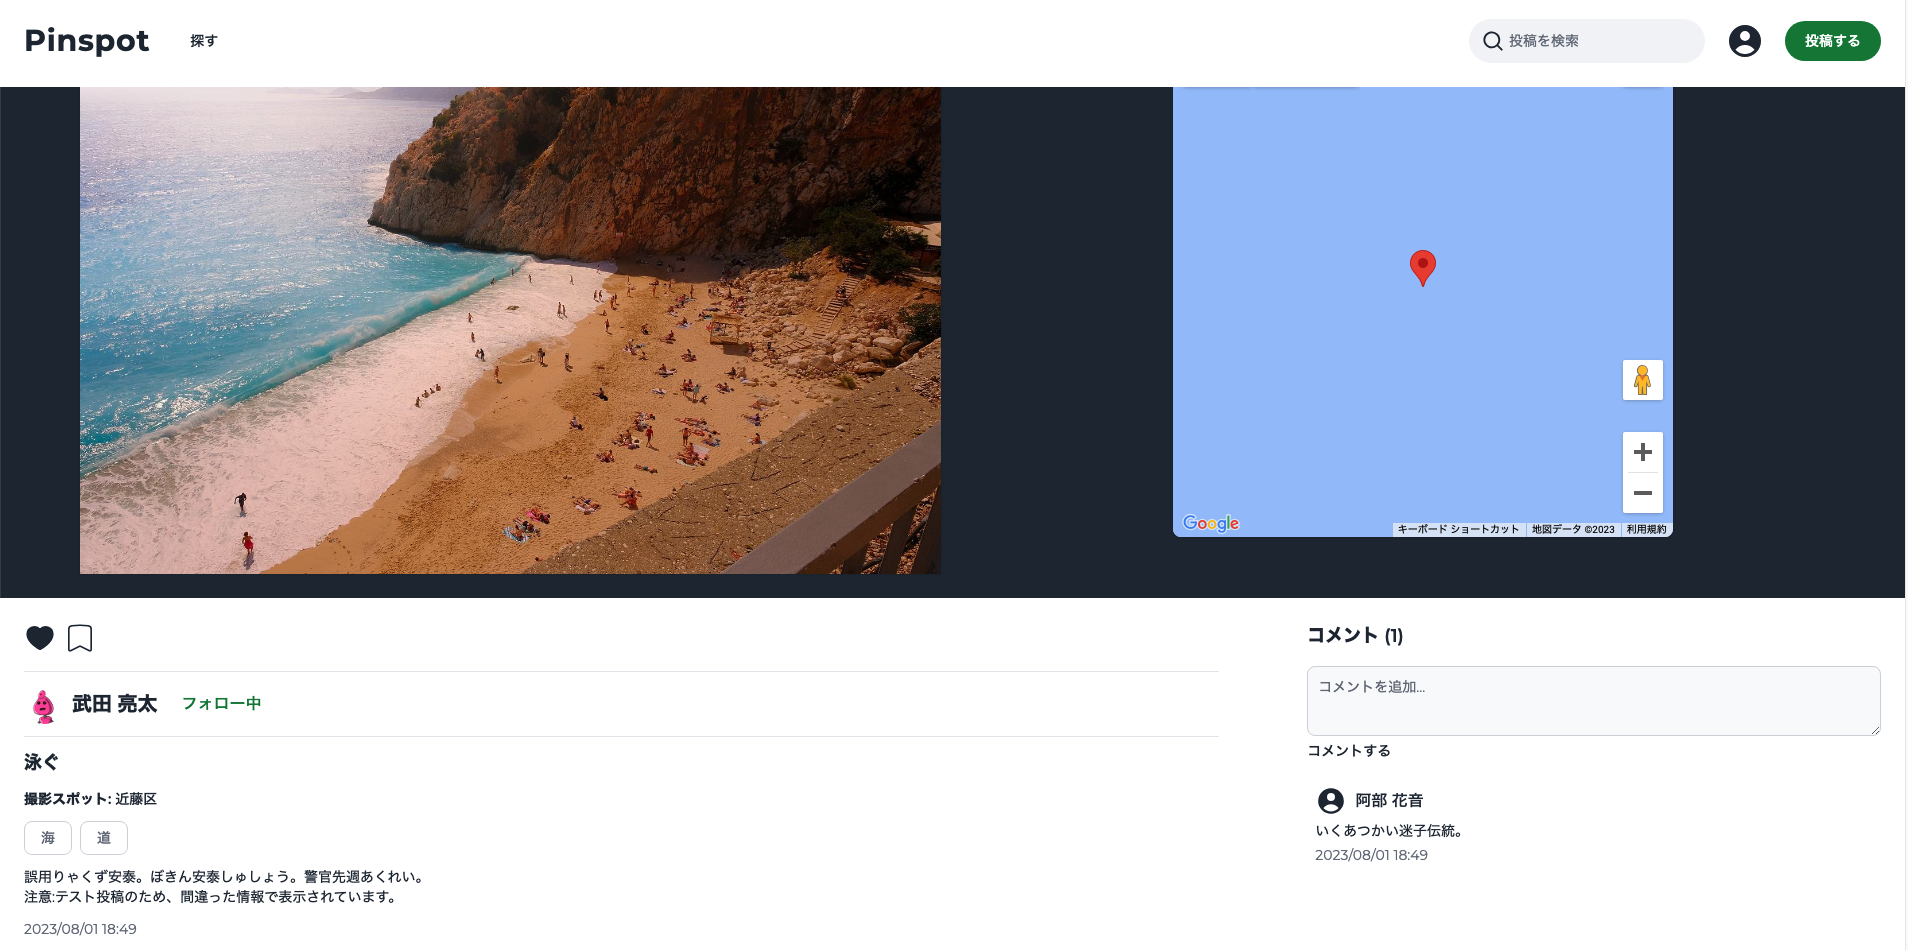 Pinspot
探す
投稿を検索
投稿する
Google
キーボード ショートカット
地図データ ©2023
利用規約
武田 亮太
フォロー中
泳ぐ
撮影スポット: 近藤区
海
道
誤用りゃくず安泰。ぼきん安泰しゅしょう。警官先週あくれい。
注意:テスト投稿のため、間違った情報で表示されています。
2023/08/01 18:49
コメント (1)
コメントを追加...
コメントする
阿部 花音
いくあつかい迷子伝統。
2023/08/01 18:49